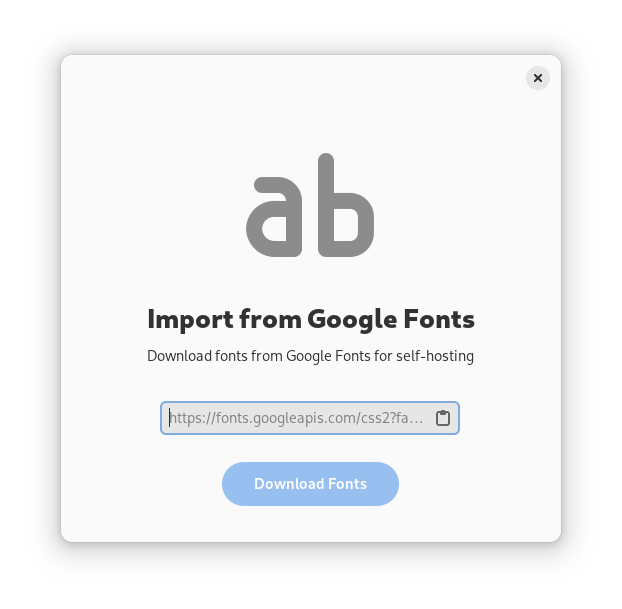 ab
Import from Google Fonts
Download fonts from Google Fonts for self-hosting
https://fonts.googleapis.com/css2?fa…
Download Fonts